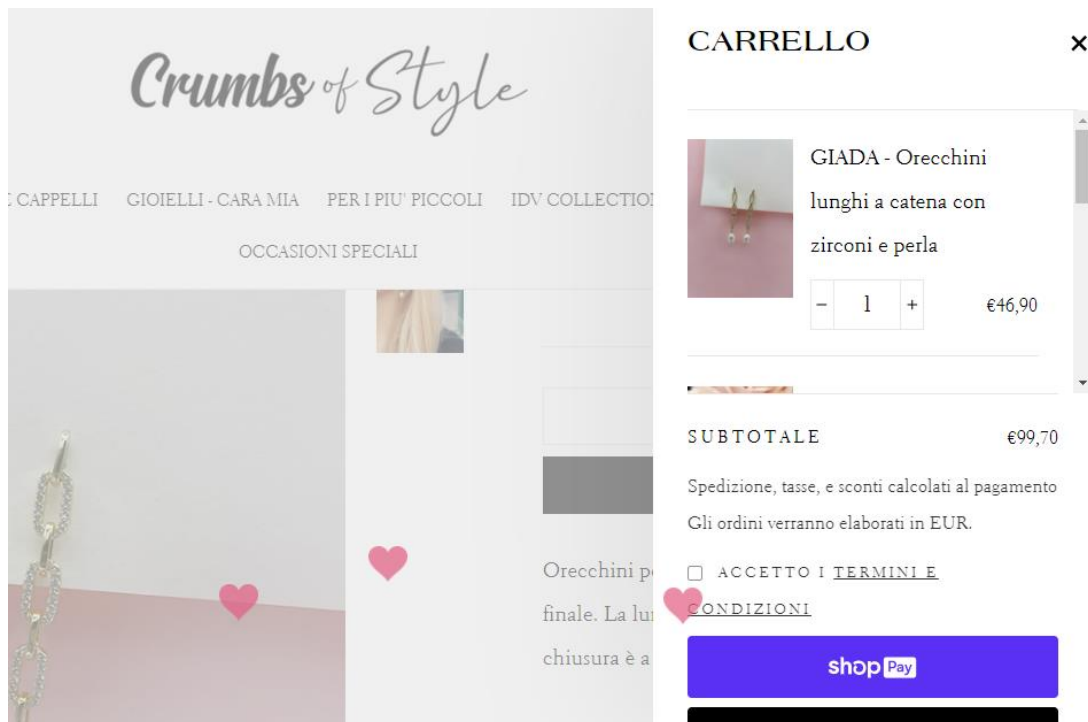 Crumbs of Style
CAPPELLI
GIOIELLI - CARA MIA
PER I PIU' PICCOLI
IDV COLLECTION
OCCASIONI SPECIALI
Orecchini
finale. La
chiusura è a
CARRELLO
GIADA - Orecchini
lunghi a catena con
zirconi e perla
− 1 +
€46,90
SUBTOTALE
€99,70
Spedizione, tasse, e sconti calcolati al pagamento
Gli ordini verranno elaborati in EUR.
ACCETTO I TERMINI E
CONDIZIONI
shop Pay